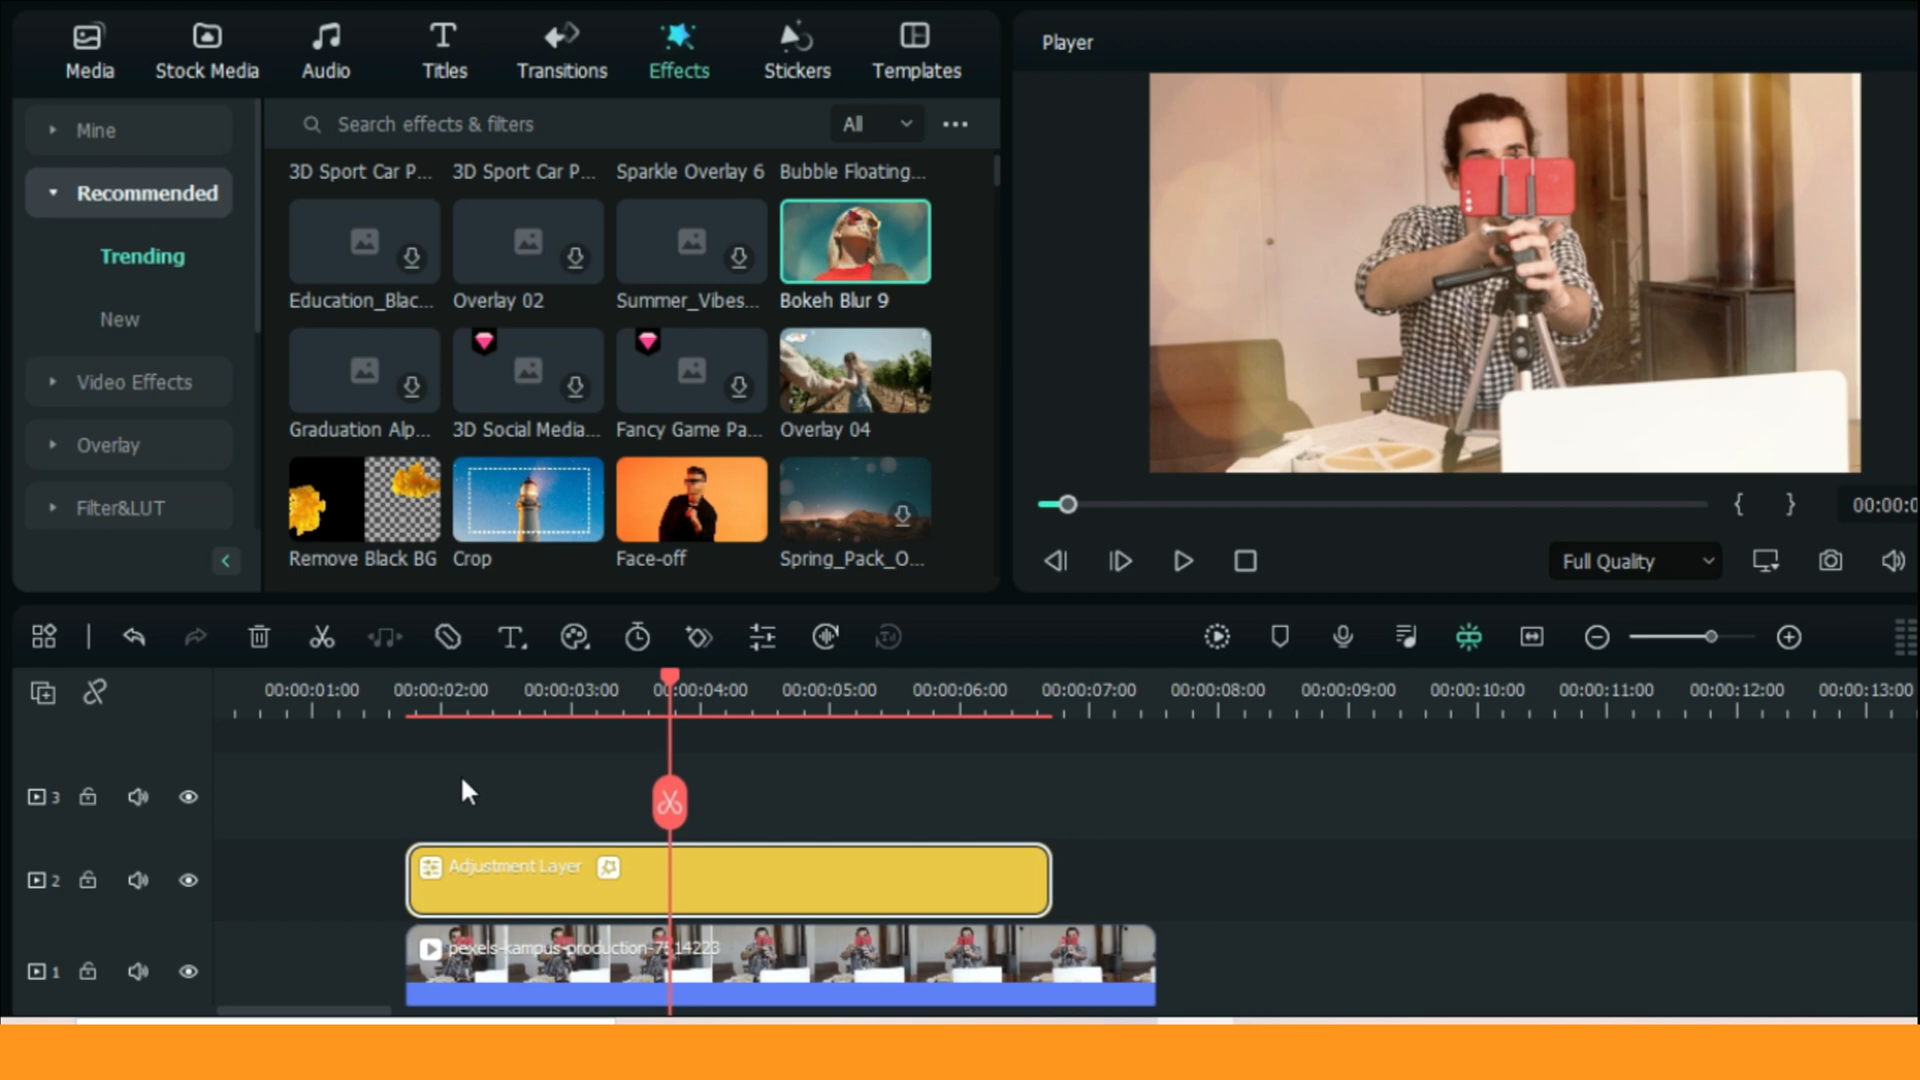 Media Stock Media Audio Titles Transitions Effects Stickers Templates
Player
Mine
Recommended
Trending
New
Video Effects
Overlay
Filter&LUT
Search effects & filters All
3D Sport Car P... 3D Sport Car P... Sparkle Overlay 6 Bubble Floating...
Education_Blac... Overlay 02 Summer_Vibes... Bokeh Blur 9
Graduation Alp... 3D Social Media... Fancy Game Pa... Overlay 04
Remove Black BG Crop Face-off Spring_Pack_O...
{ } 00:00:0
Full Quality
00:00:01:00 00:00:02:00 00:00:03:00 00:00:04:00 00:00:05:00 00:00:06:00 00:00:07:00 00:00:08:00 00:00:09:00 00:00:10:00 00:00:11:00 00:00:12:00 00:00:13:00
3
2
Adjustment Layer
1
pexels-kampus-production-7514223